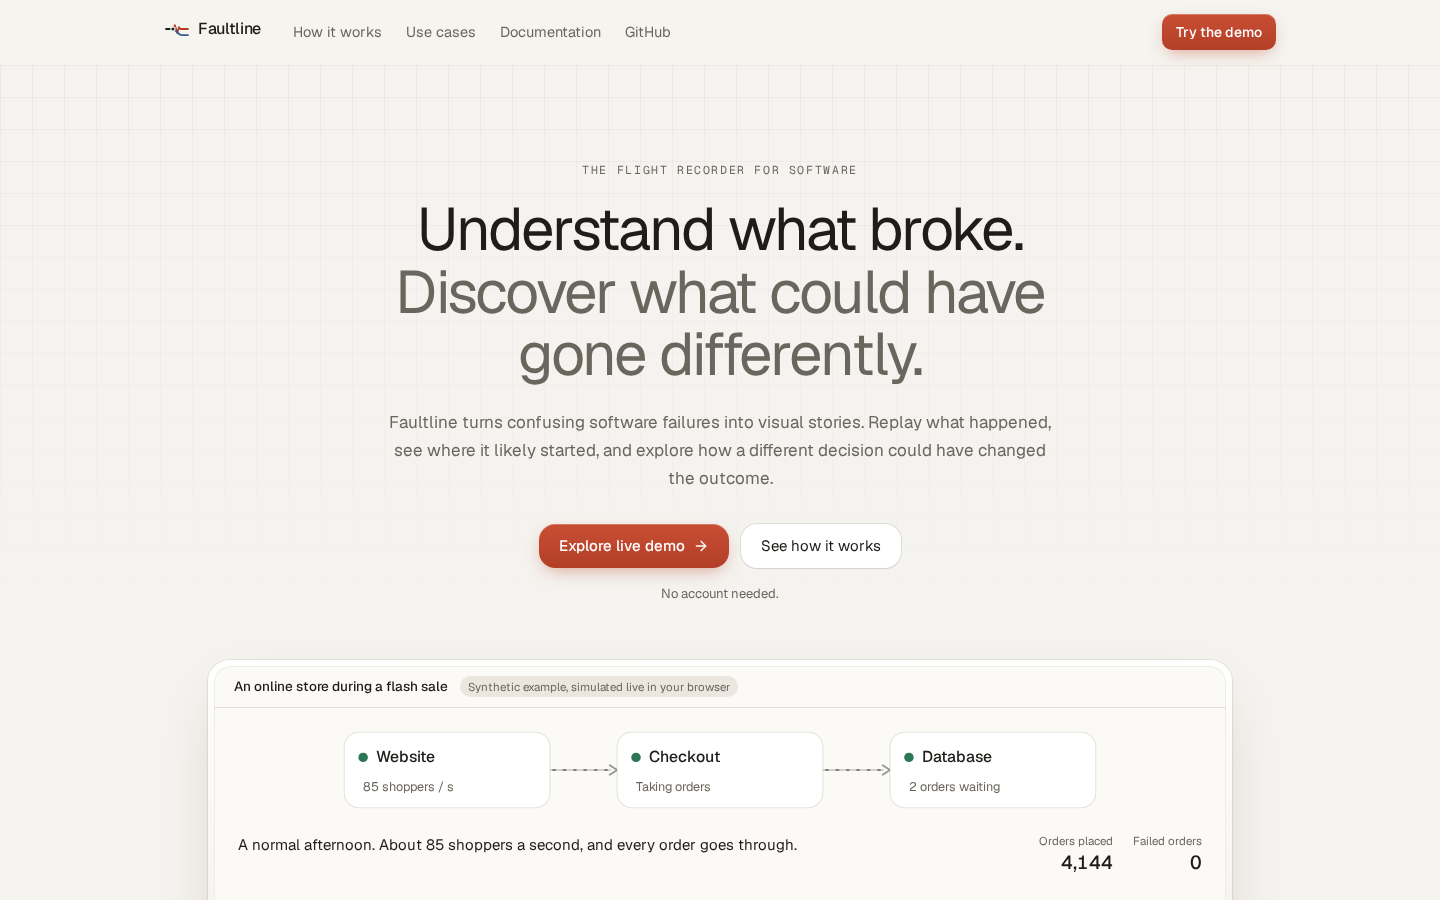 Faultline
How it works
Use cases
Documentation
GitHub
Try the demo
THE FLIGHT RECORDER FOR SOFTWARE
Understand what broke.
Discover what could have
gone differently.
Faultline turns confusing software failures into visual stories. Replay what happened,
see where it likely started, and explore how a different decision could have changed
the outcome.
Explore live demo
See how it works
No account needed.
An online store during a flash sale
Synthetic example, simulated live in your browser
Website
85 shoppers / s
Checkout
Taking orders
Database
2 orders waiting
A normal afternoon. About 85 shoppers a second, and every order goes through.
Orders placed
4,144
Failed orders
0